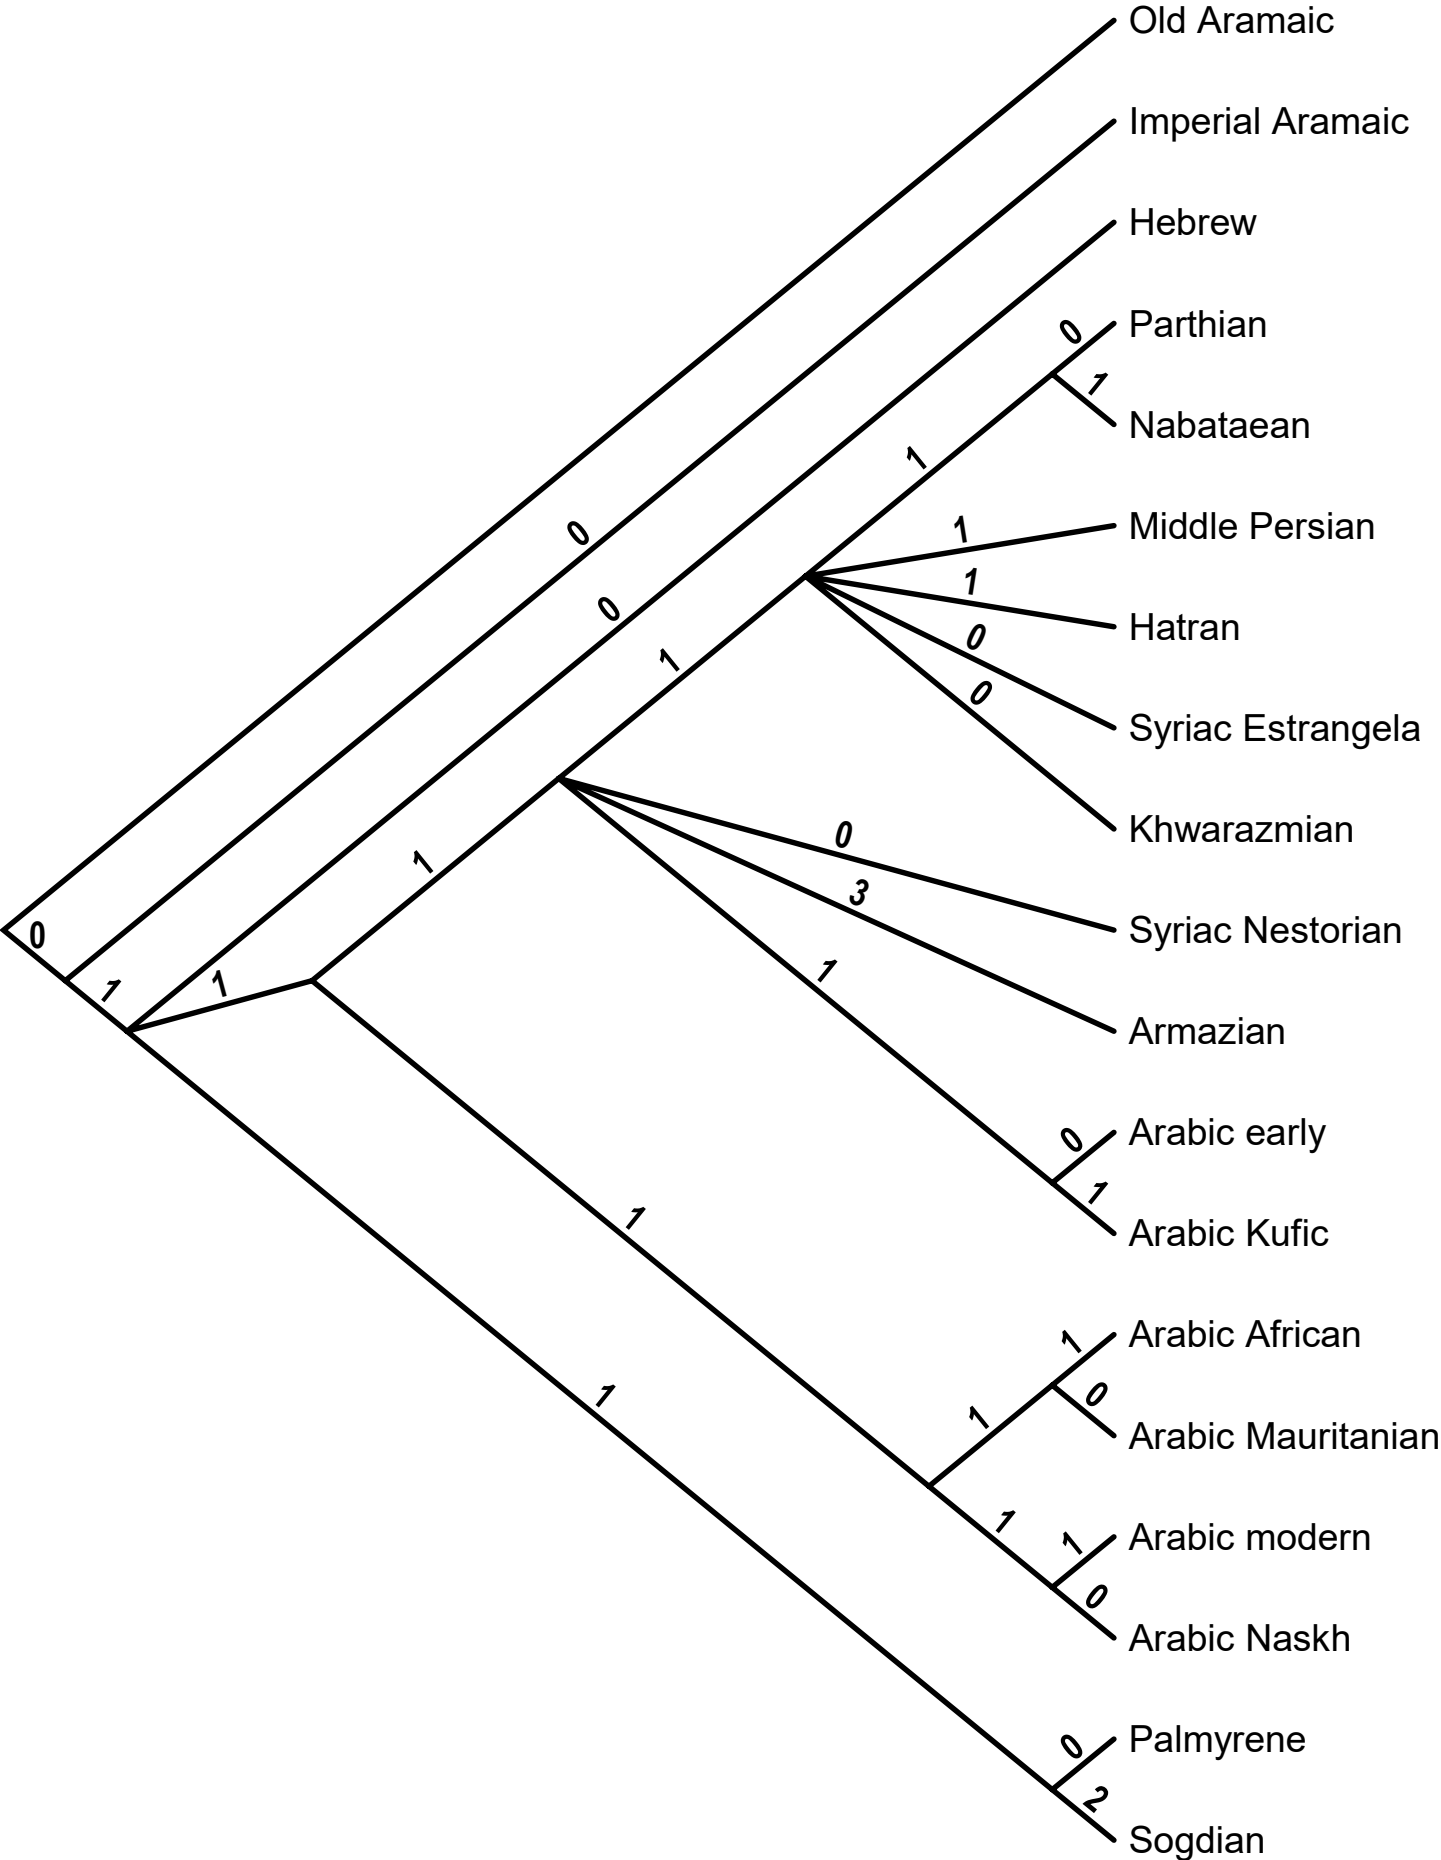 Old Aramaic
Imperial Aramaic
Hebrew
0 Parthian
1
Nabataean
1
Middle Persian
1
0
1
Hatran
0
0
Syriac Estrangela
1
0
Khwarazmian
0
1
3
Syriac Nestorian
0
1
1
1
Armazian
0 Arabic early
1
Arabic Kufic
1
1 Arabic African
0
1
Arabic Mauritanian
1
1
1 Arabic modern
0
Arabic Naskh
0 Palmyrene
2
Sogdian